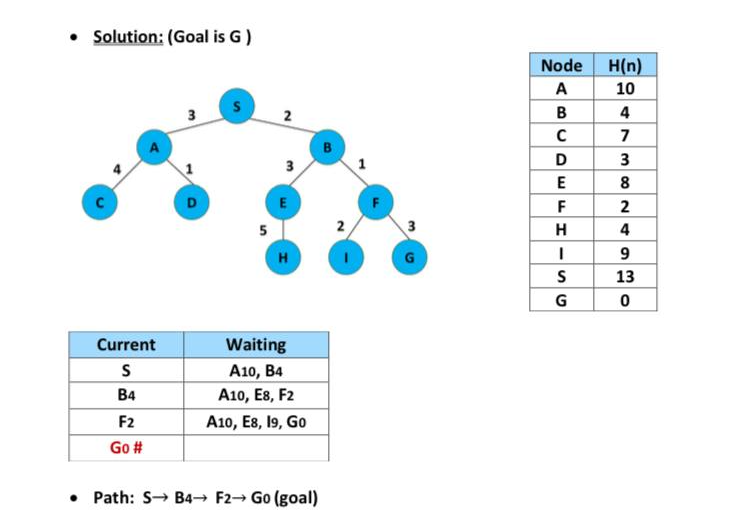 • Solution: (Goal is G )
S
3
2
A
B
4
1
3
1
C
D
E
F
5
2
3
H
I
G
Node H(n)
A 10
B 4
C 7
D 3
E 8
F 2
H 4
I 9
S 13
G 0
Current Waiting
S A10, B4
B4 A10, E8, F2
F2 A10, E8, I9, G0
G0 #
• Path: S→ B4→ F2→ G0 (goal)